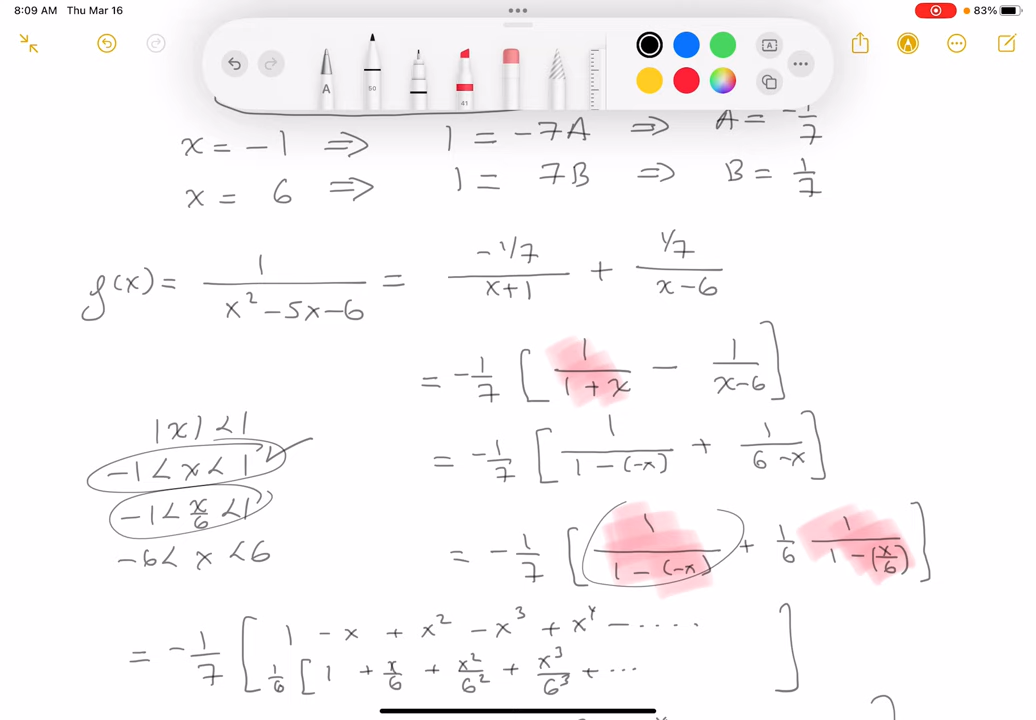 8:09 AM Thu Mar 16 83%
A 50 41 A
x = -1 ⇒ 1 = -7A ⇒ A = -1/7
x = 6 ⇒ 1 = 7B ⇒ B = 1/7
f(x) = 1/(x² - 5x - 6) = (-1/7)/(x+1) + (1/7)/(x-6)
= -1/7 [ 1/(1+x) - 1/(x-6) ]
|x| < 1
= -1/7 [ 1/(1-(-x)) + 1/(6-x) ]
-1 < x < 1 ✓
-1 < x/6 < 1
= -1/7 [ 1/(1-(-x)) + 1/6 1/(1-(x/6)) ]
-6 < x < 6
= -1/7 [ 1 - x + x² - x³ + x⁴ - .....
1/6 [ 1 + x/6 + x²/6² + x³/6³ + ... ]